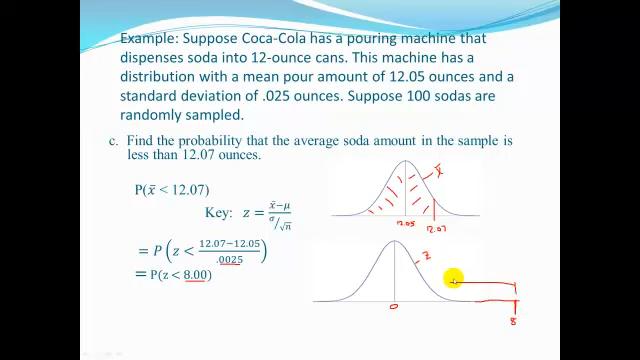 Example: Suppose Coca-Cola has a pouring machine that
dispenses soda into 12-ounce cans. This machine has a
distribution with a mean pour amount of 12.05 ounces and a
standard deviation of .025 ounces. Suppose 100 sodas are
randomly sampled.
c. Find the probability that the average soda amount in the sample is
less than 12.07 ounces.
P(x̄ < 12.07)
Key: z = (x̄−μ)/(σ/√n)
= P(z < (12.07−12.05)/.0025)
= P(z < 8.00)
x̄
12.05
12.07
z
0
8